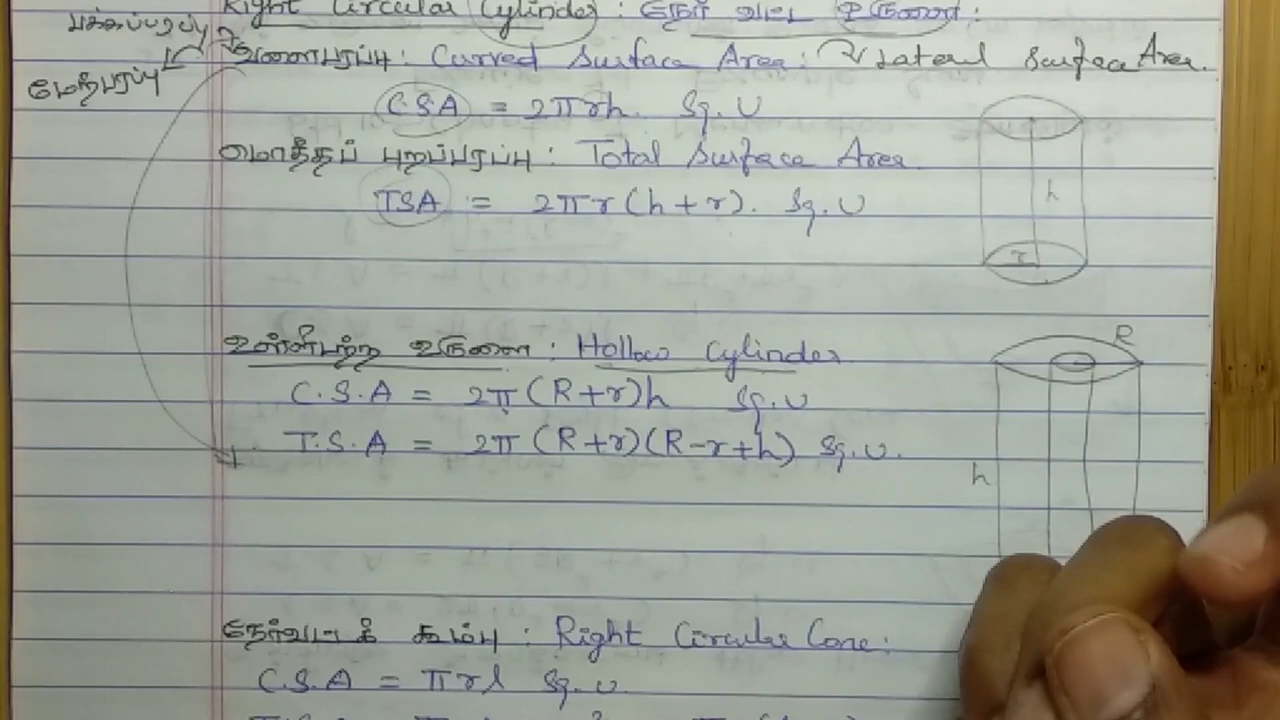 Right Circular Cylinder : நேர் வட்ட உருளை :
பக்கப்பரப்பு
வளைபரப்பு : Curved Surface Area : Lateral Surface Area.
மேற்பரப்பு
C.S.A = 2πrh. Sq. U
மொத்தப் புறப்பரப்பு : Total Surface Area.
TSA = 2πr(h+r). Sq. U
h
r
உள்ளீடற்ற உருளை : Hollow Cylinder
R
C.S.A = 2π(R+r)h Sq. U
T.S.A = 2π(R+r)(R-r+h) Sq. U.
h
நேர்வட்டக் கூம்பு : Right Circular Cone :
C.S.A = πrl Sq. U.